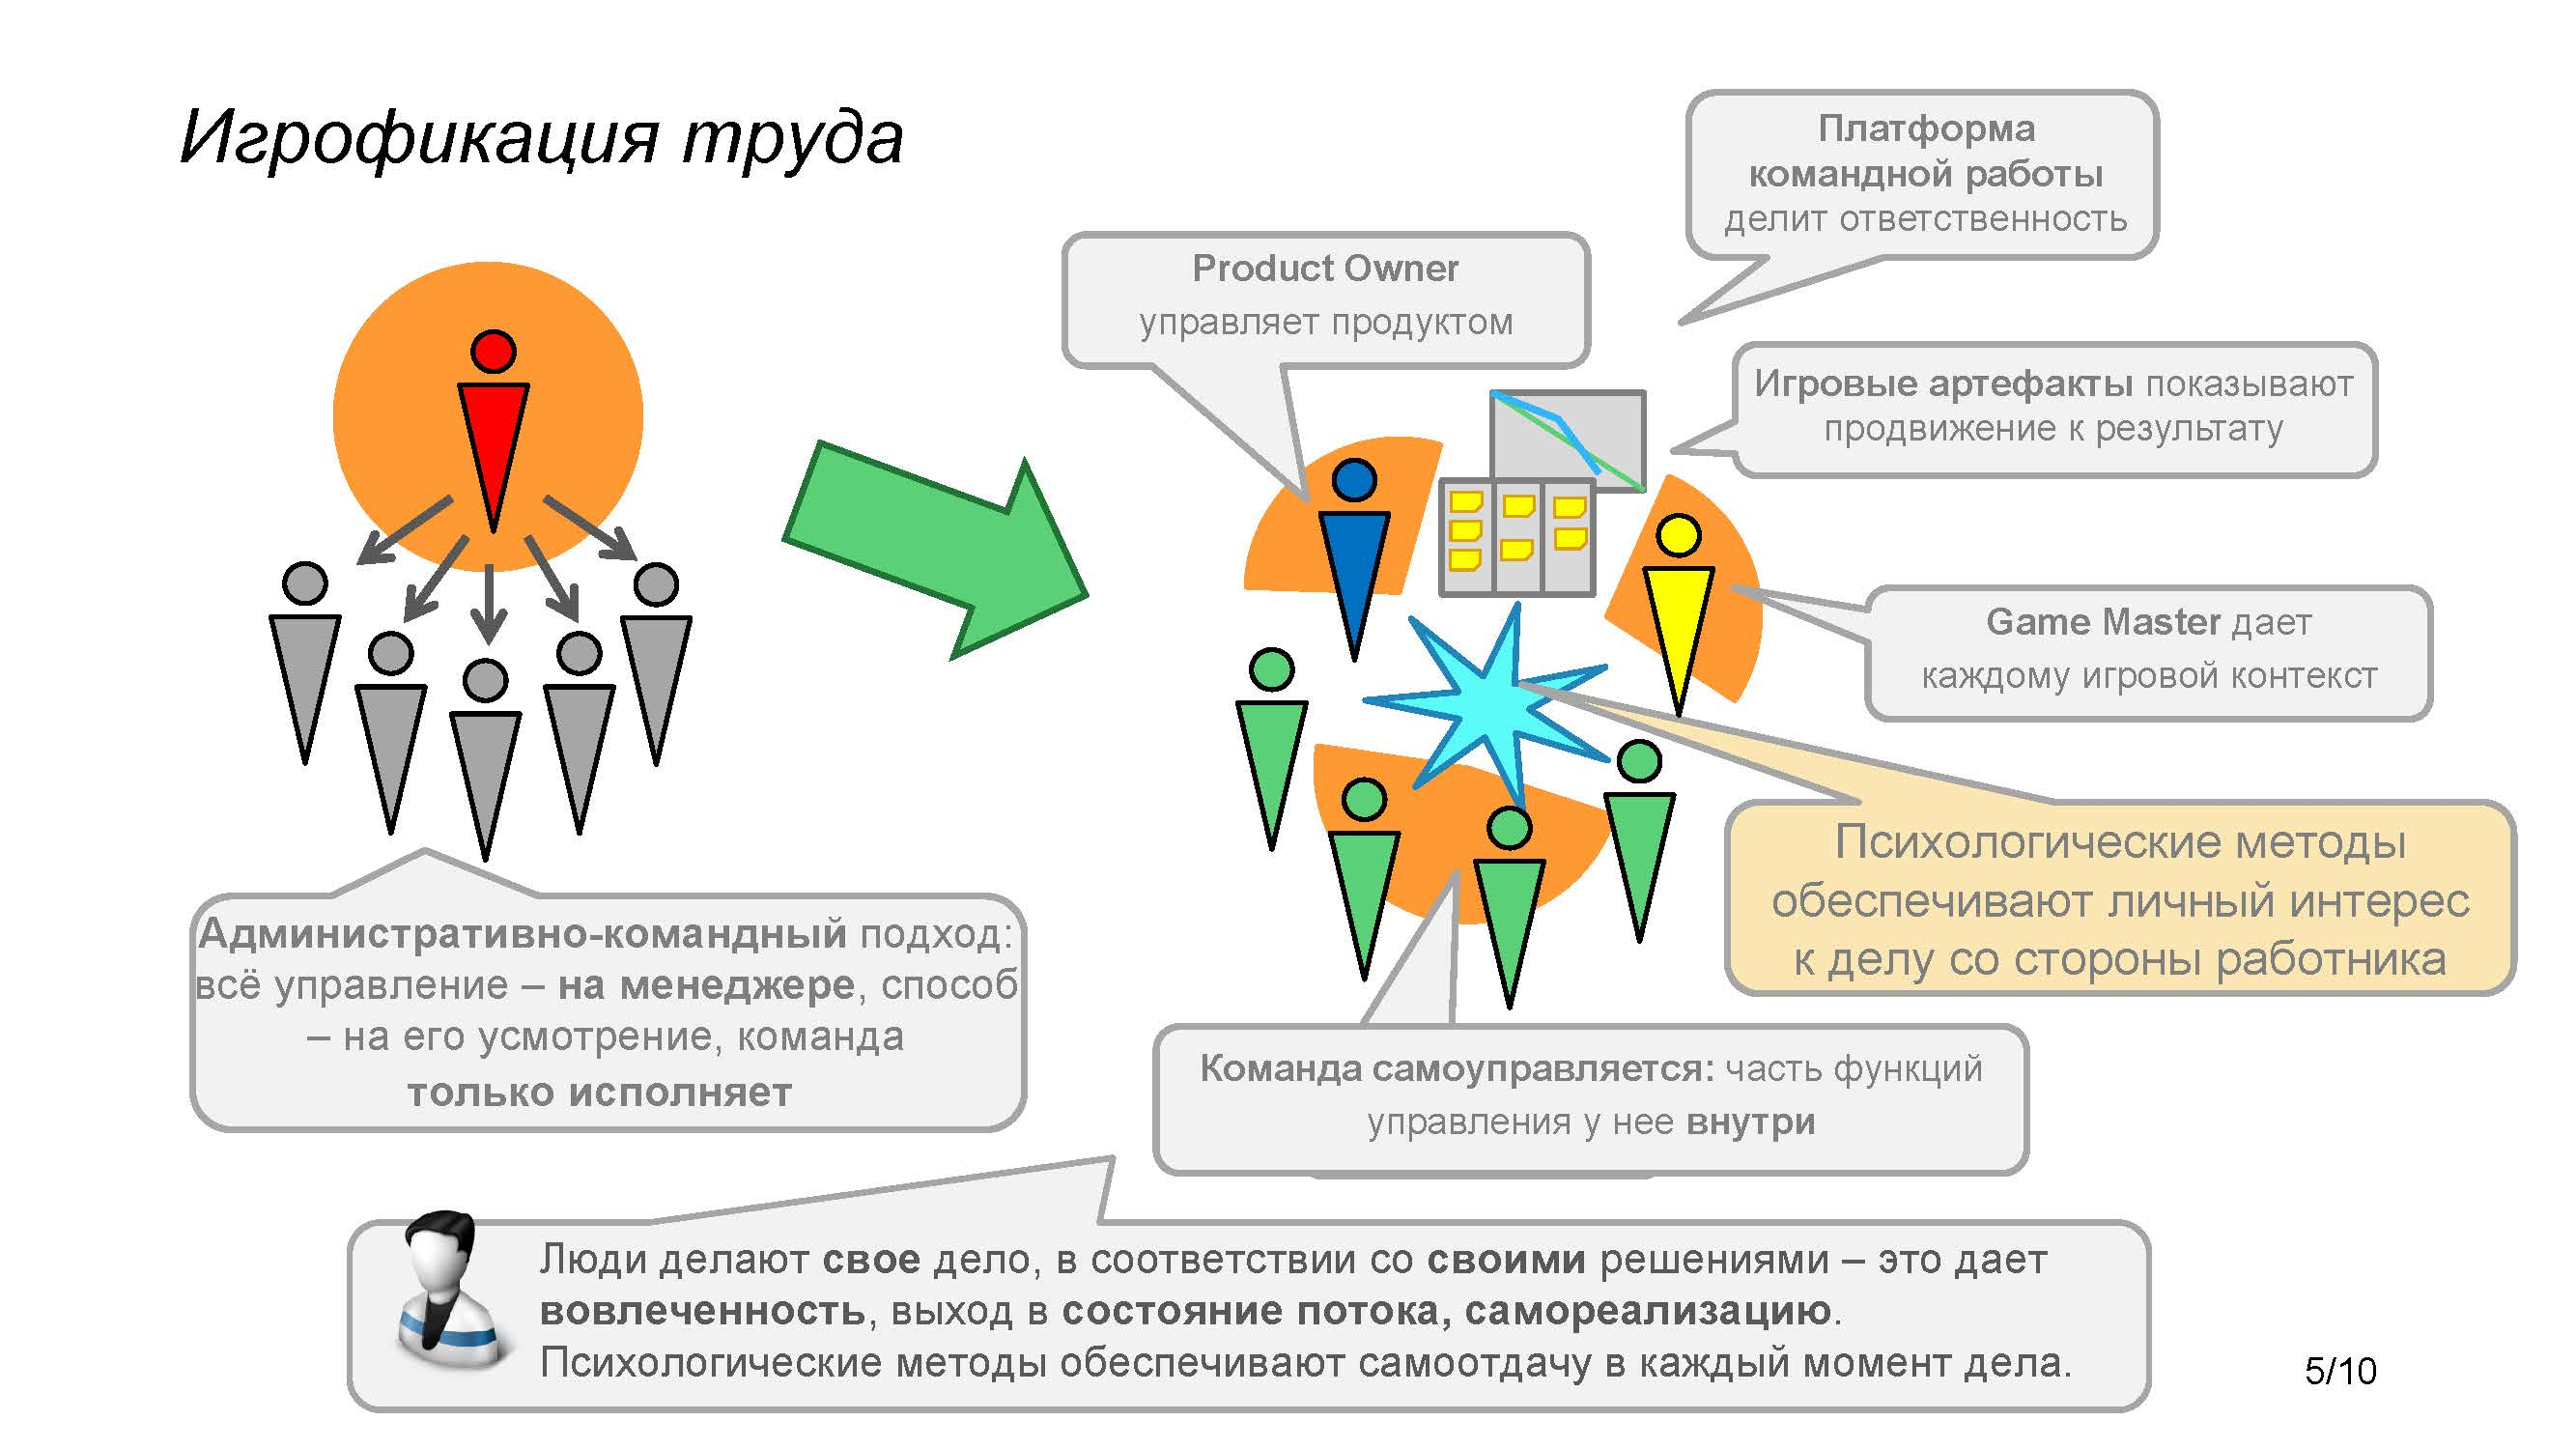 Игрофикация труда
Платформа
командной работы
делит ответственность
Product Owner
управляет продуктом
Игровые артефакты показывают
продвижение к результату
Game Master дает
каждому игровой контекст
Психологические методы
обеспечивают личный интерес
к делу со стороны работника
Административно-командный подход:
всё управление – на менеджере, способ
– на его усмотрение, команда
только исполняет
Команда самоуправляется: часть функций
управления у нее внутри
Люди делают свое дело, в соответствии со своими решениями – это дает
вовлеченность, выход в состояние потока, самореализацию.
Психологические методы обеспечивают самоотдачу в каждый момент дела.
5/10